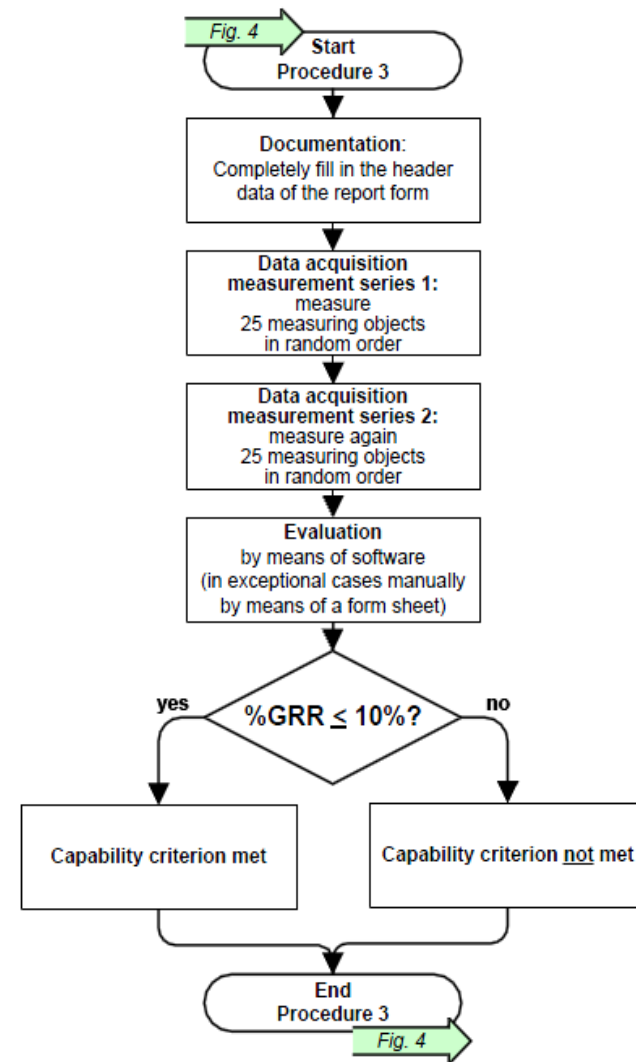 Fig. 4
Start
Procedure 3
Documentation:
Completely fill in the header
data of the report form
Data acquisition
measurement series 1:
measure
25 measuring objects
in random order
Data acquisition
measurement series 2:
measure again
25 measuring objects
in random order
Evaluation
by means of software
(in exceptional cases manually
by means of a form sheet)
yes
%GRR ≤ 10%?
no
Capability criterion met
Capability criterion not met
End
Procedure 3
Fig. 4